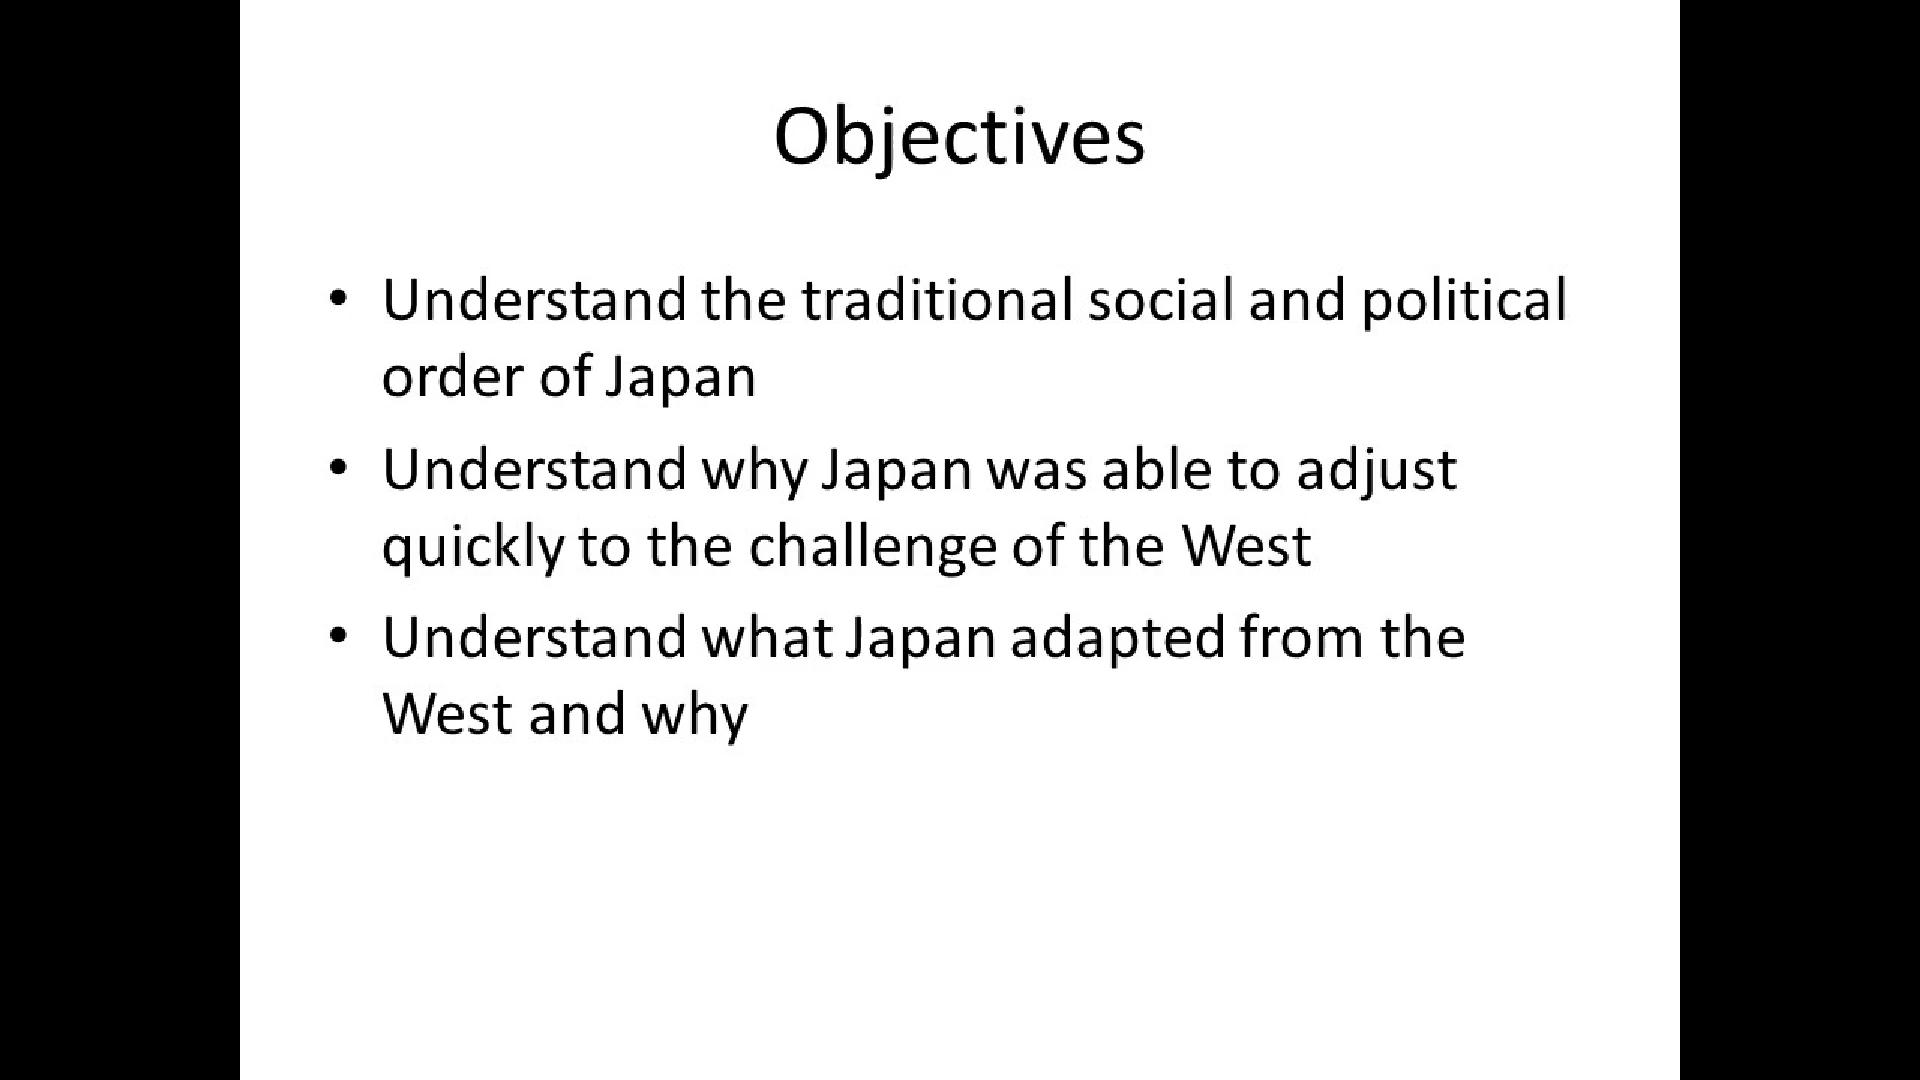 Objectives
• Understand the traditional social and political
order of Japan
• Understand why Japan was able to adjust
quickly to the challenge of the West
• Understand what Japan adapted from the
West and why